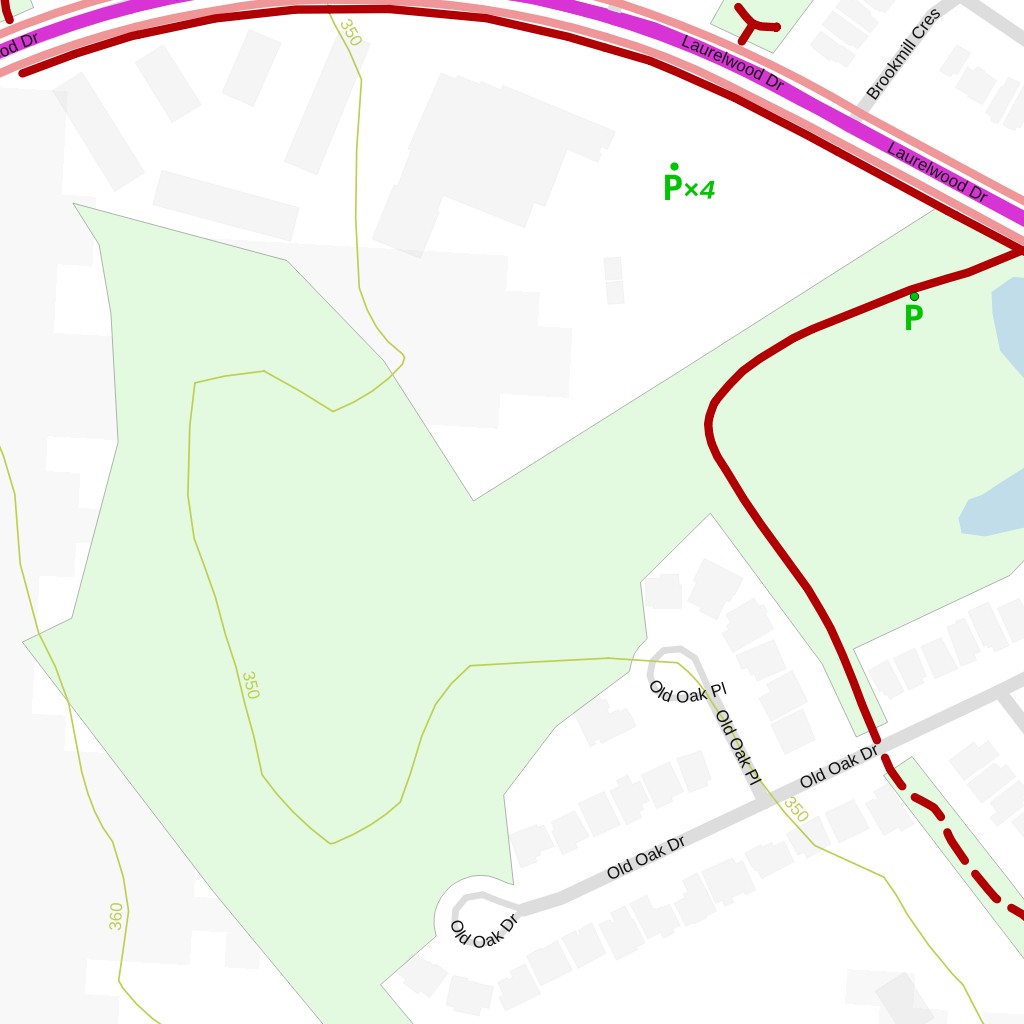 350
od Dr
Laurelwood Dr
Brookmill Cres
Laurelwood Dr
P×4
P
350
Old Oak Pl
Old Oak Pl
Old Oak Dr
350
Old Oak Dr
360
Old Oak Dr